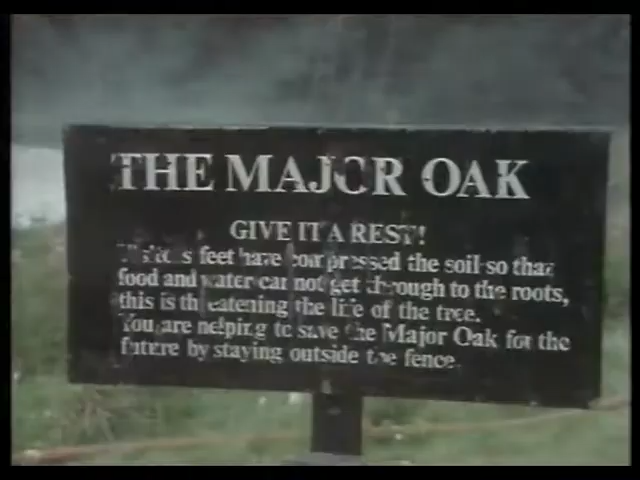 THE MAJOR OAK
GIVE IT A REST!
Visitors feet have compressed the soil so that
food and water can not get through to the roots,
this is threatening the life of the tree.
You are helping to save the Major Oak for the
future by staying outside the fence.